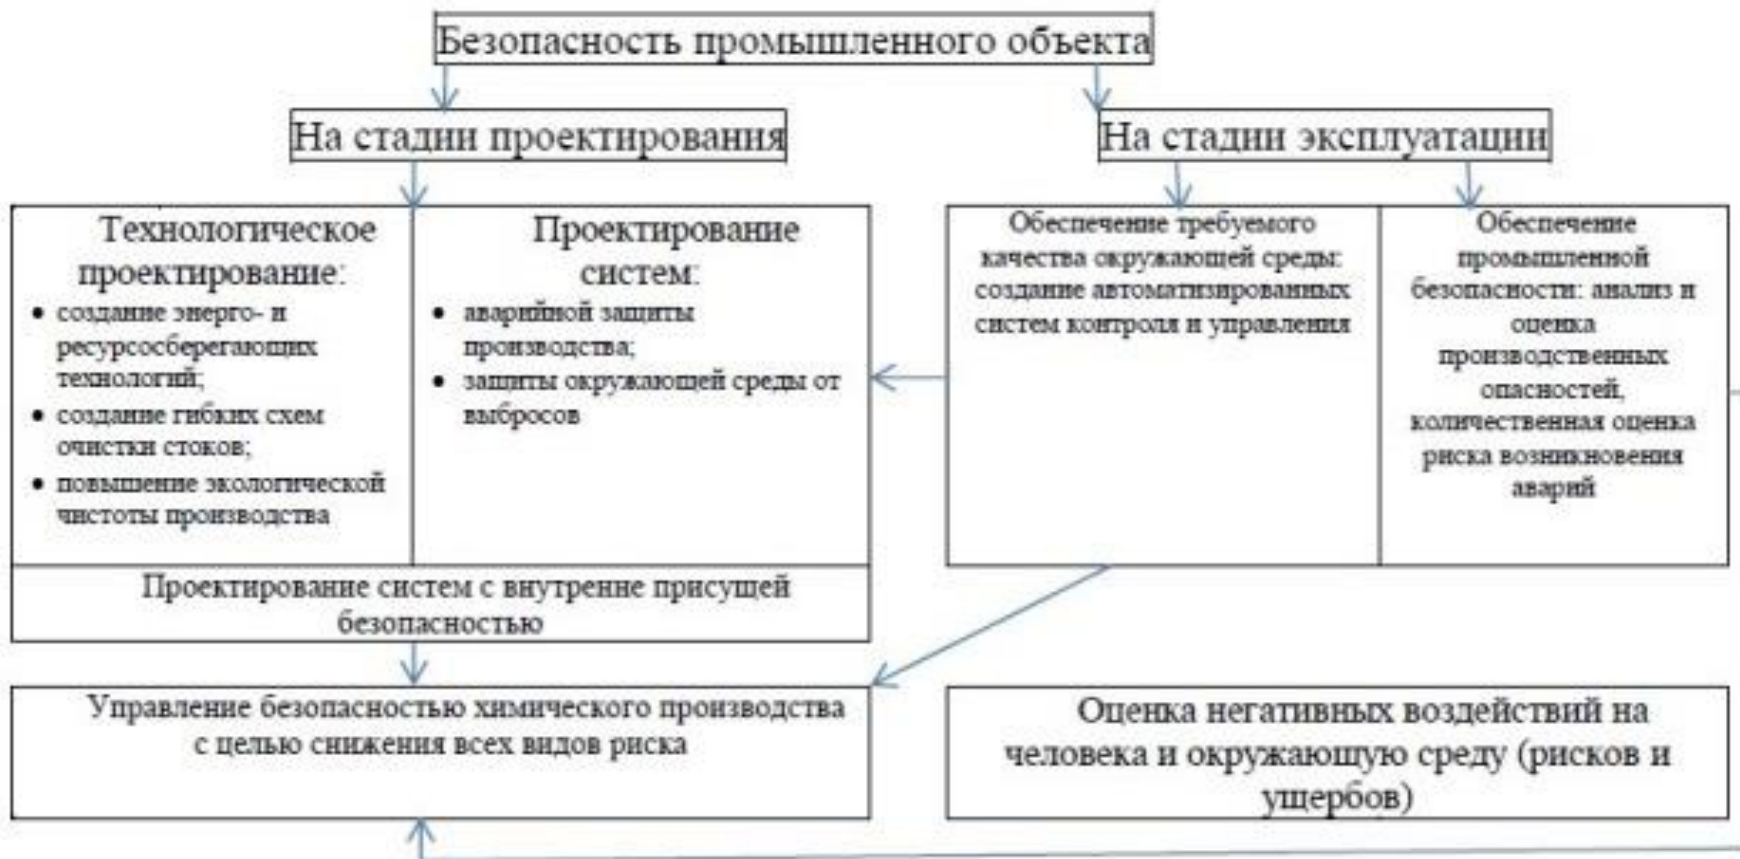 Безопасность промышленного объекта
На стадии проектирования
На стадии эксплуатации
Технологическое
проектирование:
• создание энерго- и
ресурсосберегающих
технологий;
• создание гибких схем
очистки стоков;
• повышение экологической
чистоты производства
Проектирование
систем:
• аварийной защиты
производства;
• защиты окружающей среды от
выбросов
Обеспечение требуемого
качества окружающей среды:
создание автоматизированных
систем контроля и управления
Обеспечение
промышленной
безопасности: анализ и
оценка
производственных
опасностей,
количественная оценка
риска возникновения
аварий
Проектирование систем с внутренне присущей
безопасностью
Управление безопасностью химического производства
с целью снижения всех видов риска
Оценка негативных воздействий на
человека и окружающую среду (рисков и
ущербов)